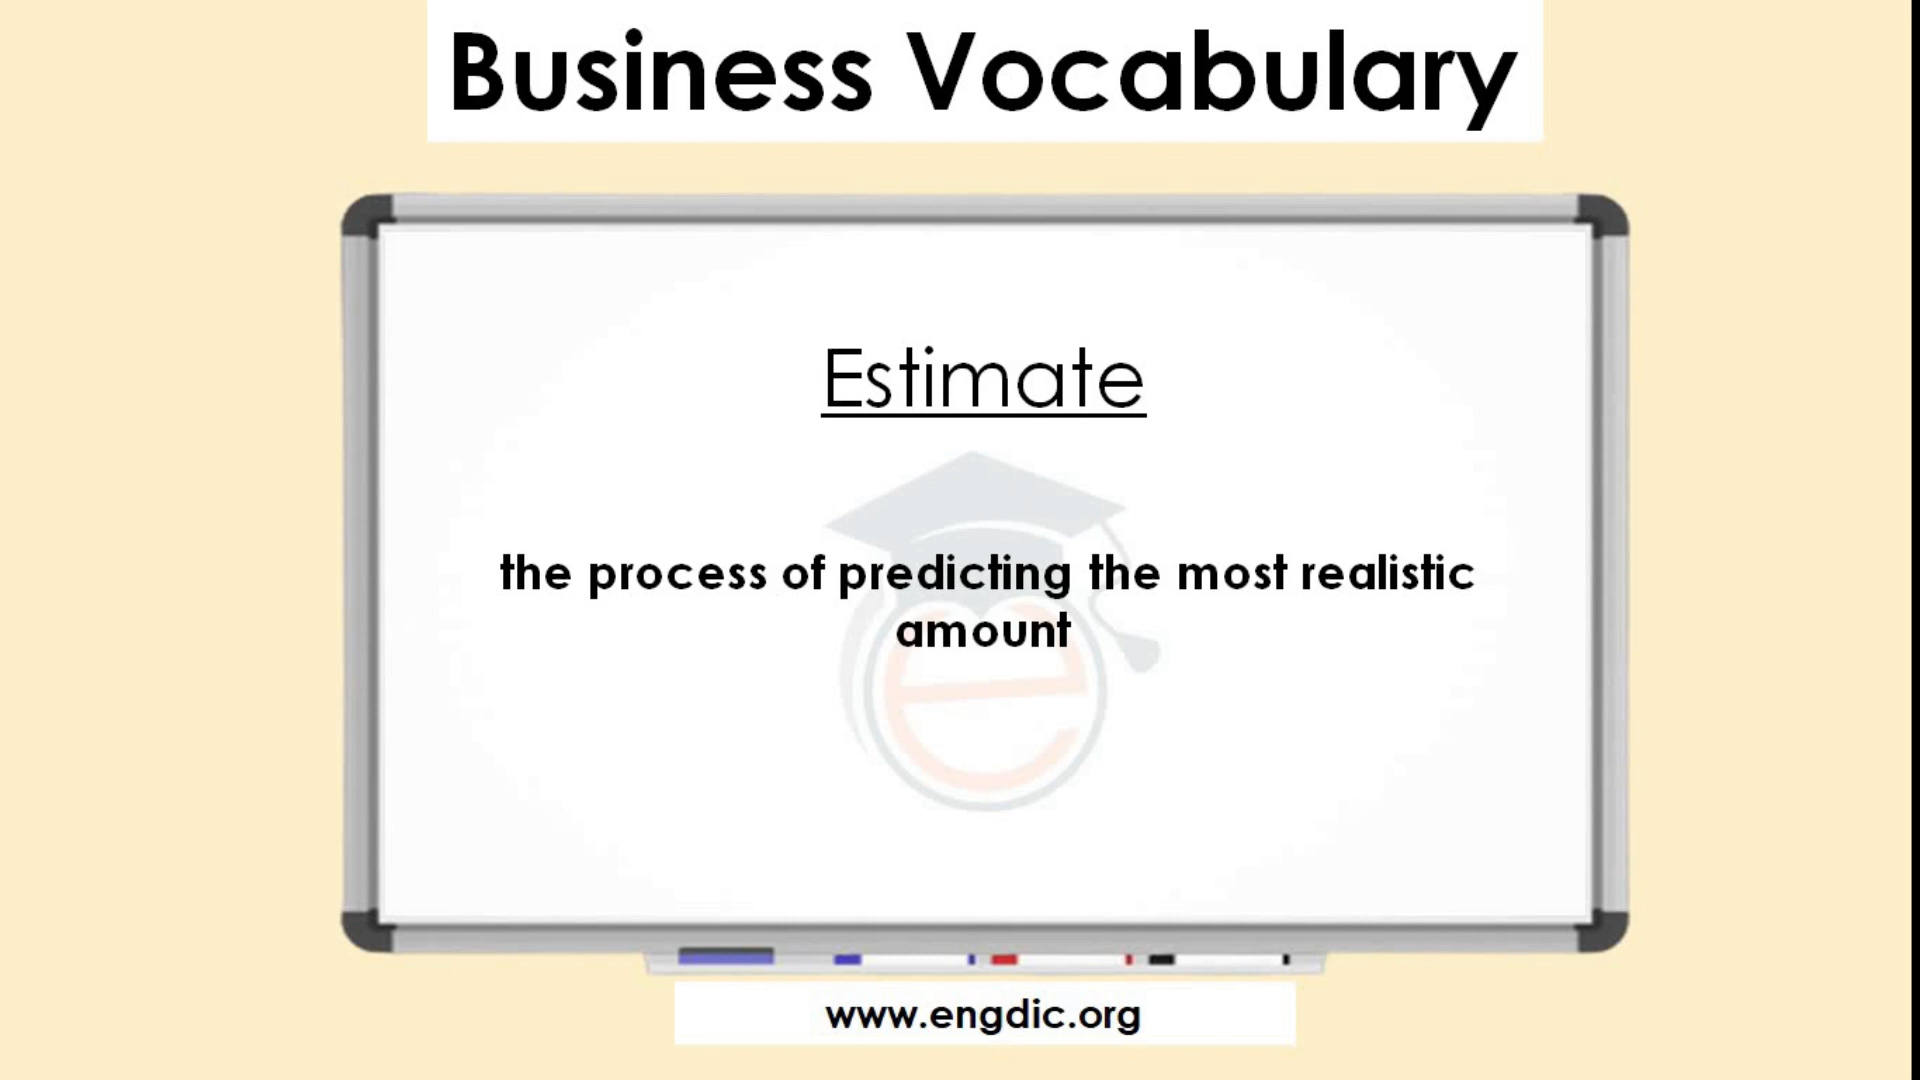 Business Vocabulary
Estimate
the process of predicting the most realistic
amount
www.engdic.org